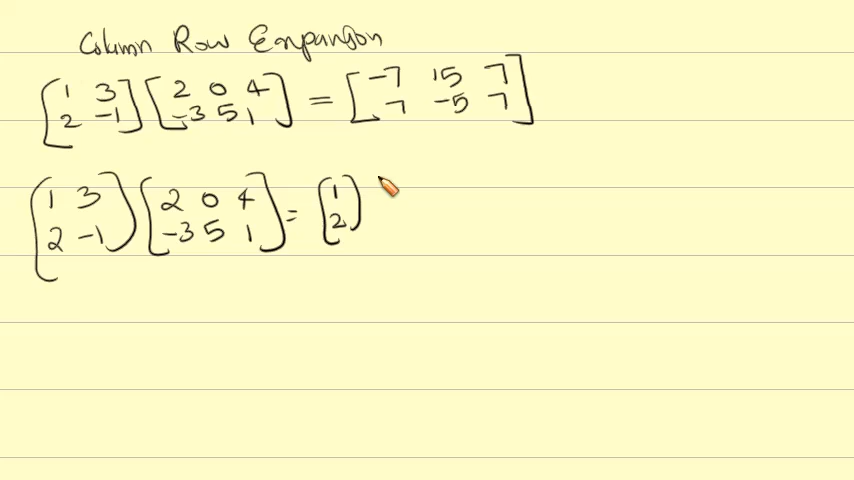 Column Row Expansion
[1 3 2 -1] [2 0 4 -3 5 1] = [-7 15 7 7 -5 7]
(1 3 2 -1) [2 0 4 -3 5 1] = (1 2)